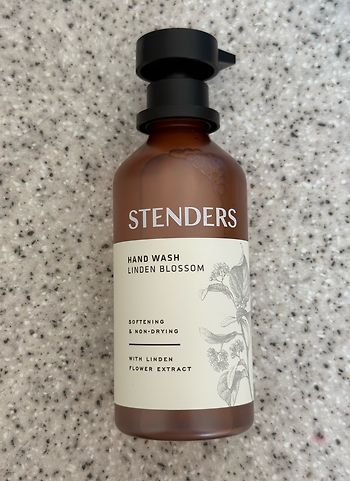 STENDERS
HAND WASH
LINDEN BLOSSOM
SOFTENING
& NON-DRYING
WITH LINDEN
FLOWER EXTRACT